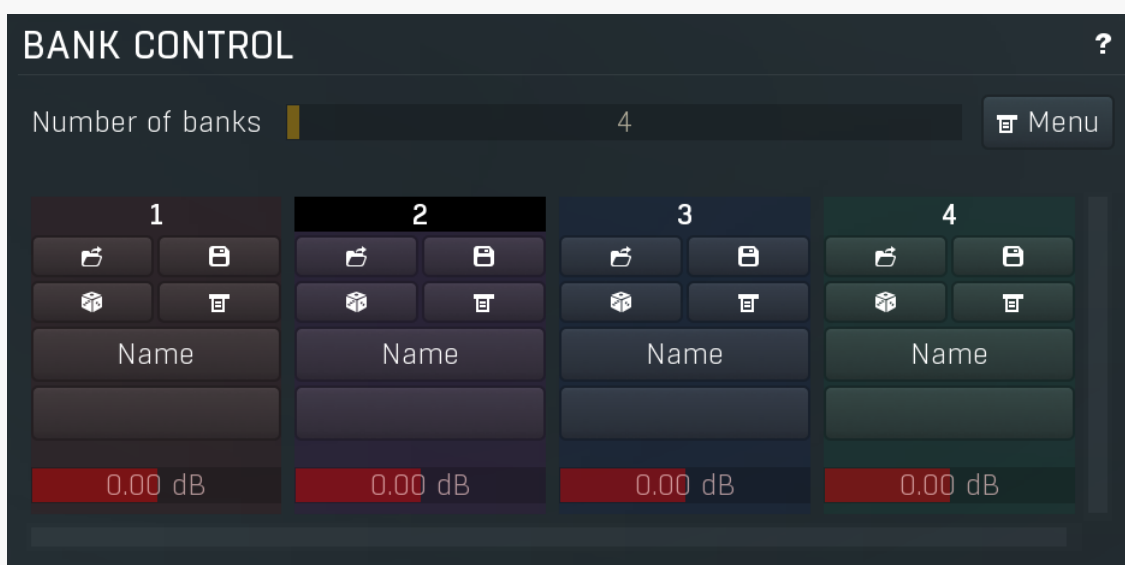 BANK CONTROL ?
Number of banks 4 Menu
1 2 3 4
Name Name Name Name
0.00 dB 0.00 dB 0.00 dB 0.00 dB